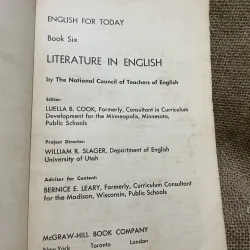 ENGLISH FOR TODAY
Book Six
LITERATURE IN ENGLISH
by The National Council of Teachers of English
Editor:
LUELLA B. COOK, Formerly, Consultant in Curriculum
Development for the Minneapolis, Minnesota,
Public Schools
Project Director:
WILLIAM R. SLAGER, Department of English
University of Utah
Advisor for Content:
BERNICE E. LEARY, Formerly, Curriculum Consultant
for the Madison, Wisconsin, Public Schools
McGRAW-HILL BOOK COMPANY
New York Toronto London